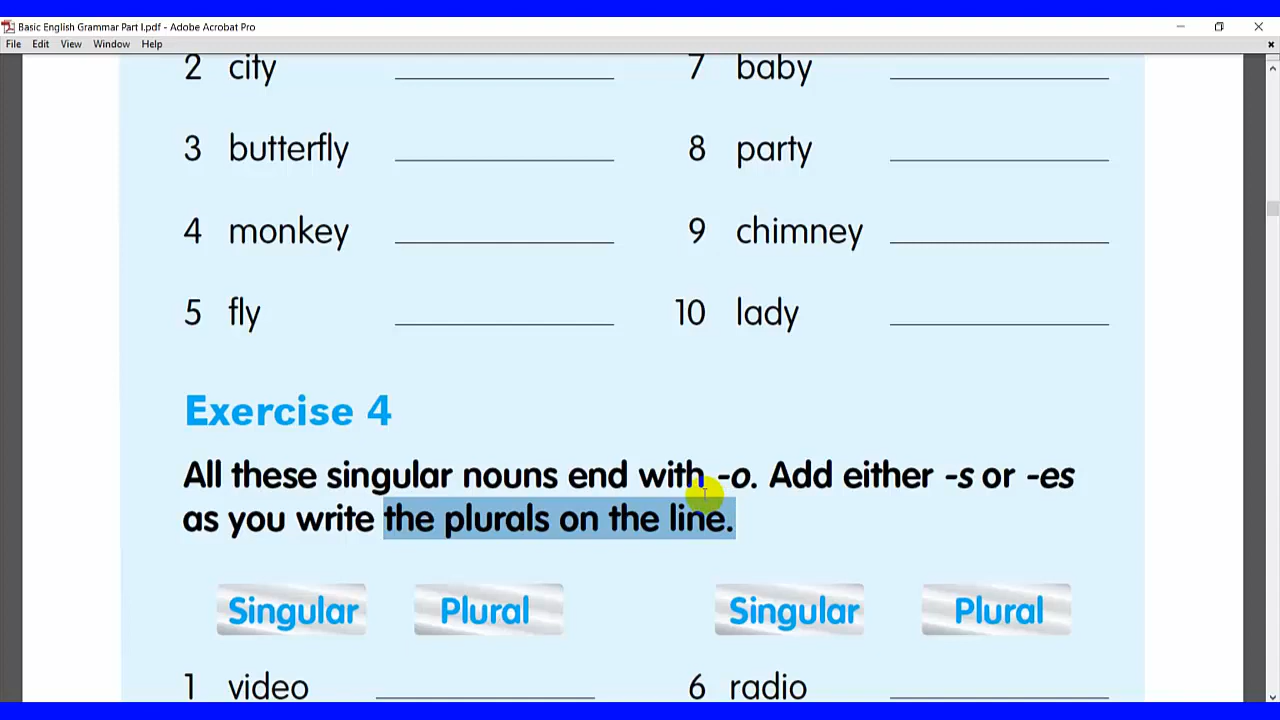 Basic English Grammar Part I.pdf - Adobe Acrobat Pro
File Edit View Window Help
2 city 7 baby
3 butterfly 8 party
4 monkey 9 chimney
5 fly 10 lady
Exercise 4
All these singular nouns end with -o. Add either -s or -es
as you write the plurals on the line.
Singular Plural Singular Plural
1 video 6 radio